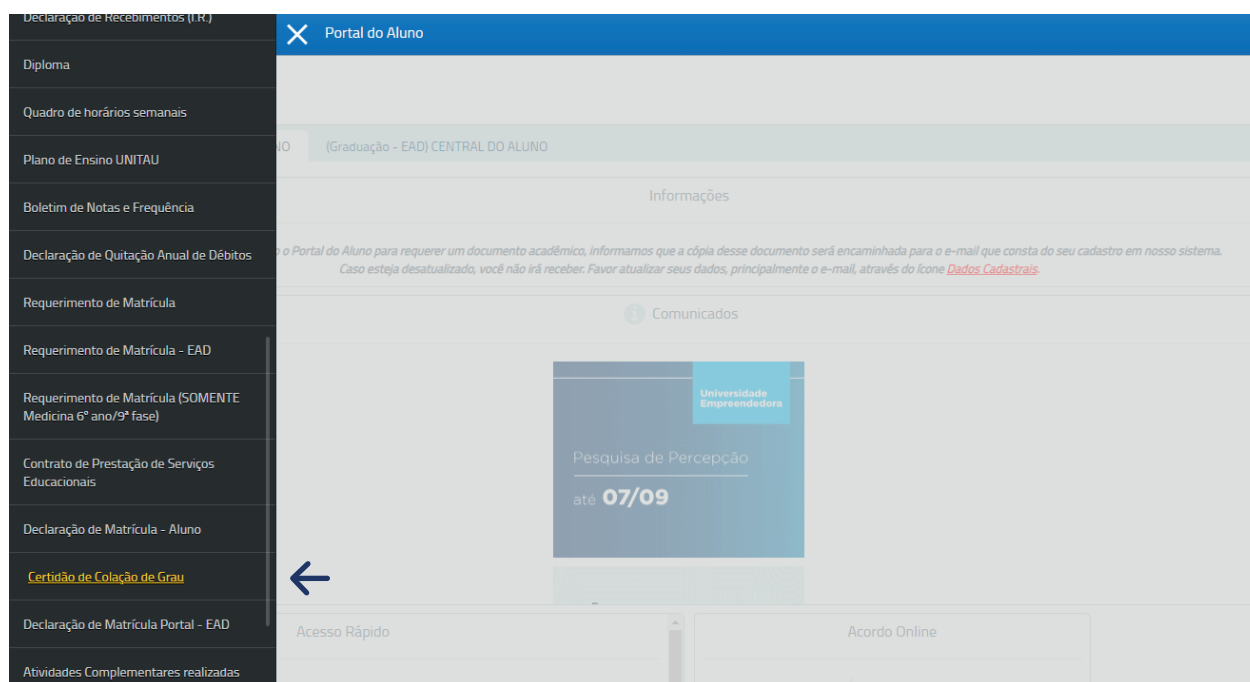 Declaração de Recebimentos (I.R.)
Diploma
Quadro de horários semanais
Plano de Ensino UNITAU
Boletim de Notas e Frequência
Declaração de Quitação Anual de Débitos
Requerimento de Matrícula
Requerimento de Matrícula - EAD
Requerimento de Matrícula (SOMENTE
Medicina 6º ano/9ª fase)
Contrato de Prestação de Serviços
Educacionais
Declaração de Matrícula - Aluno
Certidão de Colação de Grau
Declaração de Matrícula Portal - EAD
Atividades Complementares realizadas
Portal do Aluno
NO
(Graduação - EAD) CENTRAL DO ALUNO
Informações
o Portal do Aluno para requerer um documento acadêmico, informamos que a cópia desse documento será encaminhada para o e-mail que consta do seu cadastro em nosso sistema.
Caso esteja desatualizado, você não irá receber. Favor atualizar seus dados, principalmente o e-mail, através do ícone Dados Cadastrais.
Comunicados
Universidade
Empreendedora
Pesquisa de Percepção
até 07/09
Acesso Rápido
Acordo Online